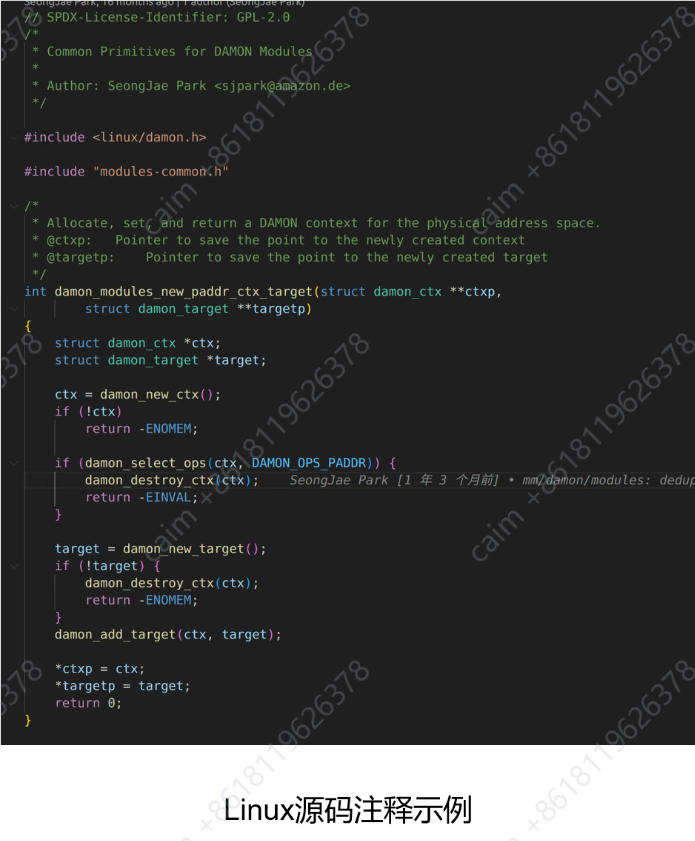 SeongJae Park, 16 months ago | 1 author (SeongJae Park)
// SPDX-License-Identifier: GPL-2.0
/*
 * Common Primitives for DAMON Modules
 *
 * Author: SeongJae Park <sjpark@amazon.de>
 */
#include <linux/damon.h>
#include "modules-common.h"
/*
 * Allocate, set, and return a DAMON context for the physical address space.
 * @ctxp:   Pointer to save the point to the newly created context
 * @targetp:    Pointer to save the point to the newly created target
 */
int damon_modules_new_paddr_ctx_target(struct damon_ctx **ctxp,
        struct damon_target **targetp)
{
    struct damon_ctx *ctx;
    struct damon_target *target;
    ctx = damon_new_ctx();
    if (!ctx)
        return -ENOMEM;
    if (damon_select_ops(ctx, DAMON_OPS_PADDR)) {
        damon_destroy_ctx(ctx);    SeongJae Park [1 年 3 个月前] • mm/damon/modules: dedup
        return -EINVAL;
    }
    target = damon_new_target();
    if (!target) {
        damon_destroy_ctx(ctx);
        return -ENOMEM;
    }
    damon_add_target(ctx, target);
    *ctxp = ctx;
    *targetp = target;
    return 0;
}
Linux源码注释示例
caim +8618119626378